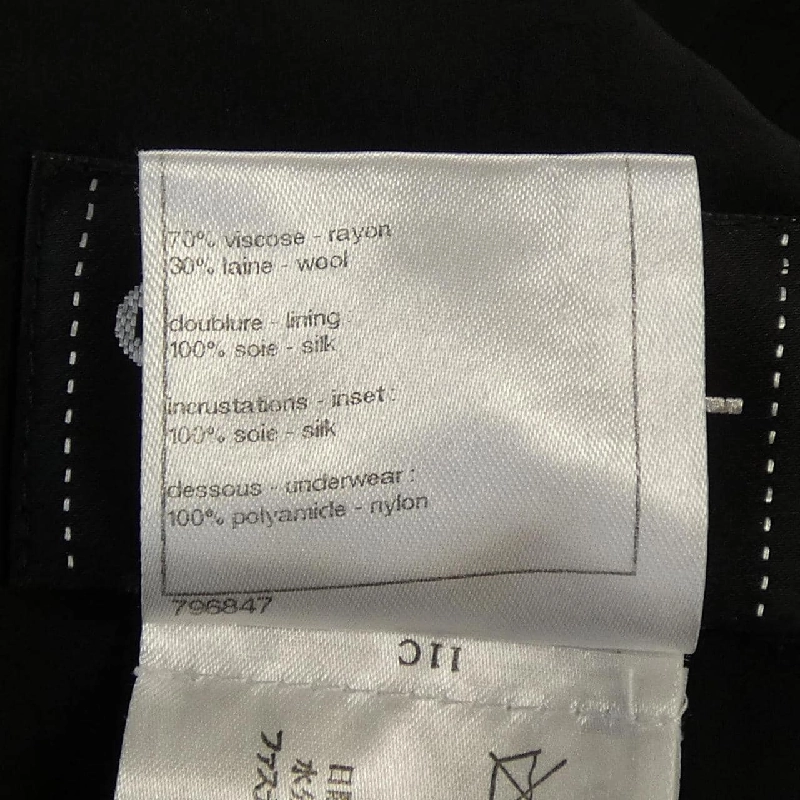 70% viscose - rayon
30% laine - wool
doublure - lining :
100% soie - silk
incrustations - inset :
100% soie - silk
dessous - underwear :
100% polyamide - nylon
796847
11C